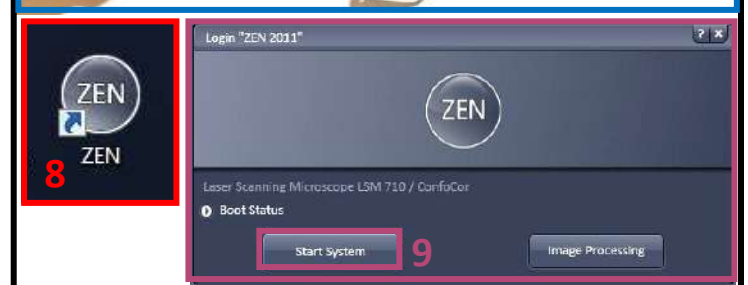 ZEN
ZEN
8
Login "ZEN 2011"
? x
ZEN
Laser Scanning Microscope LSM 710 / ConfoCor
Boot Status
Start System
9
Image Processing